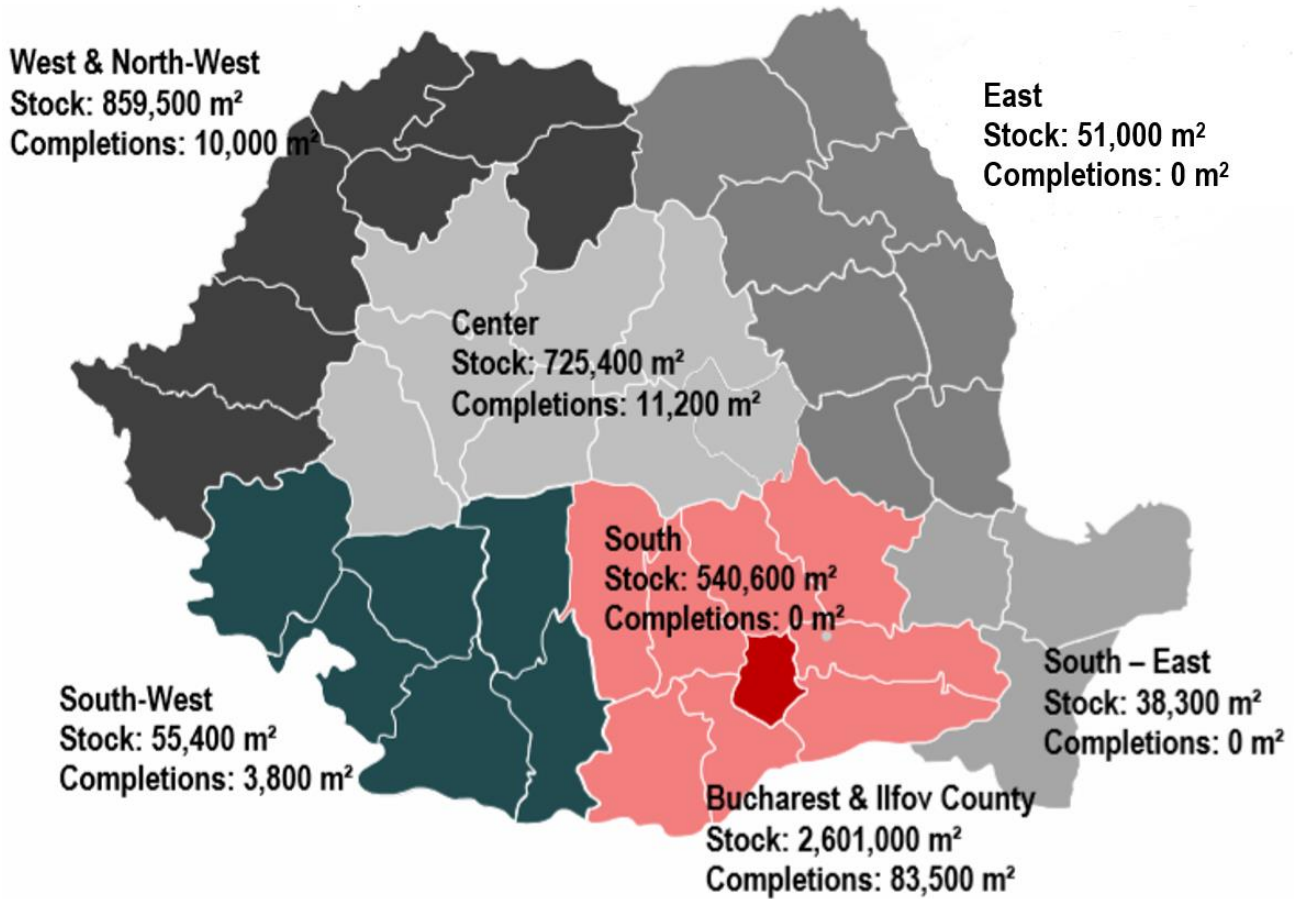 West & North-West
Stock: 859,500 m²
Completions: 10,000 m²
East
Stock: 51,000 m²
Completions: 0 m²
Center
Stock: 725,400 m²
Completions: 11,200 m²
South
Stock: 540,600 m²
Completions: 0 m²
South – East
Stock: 38,300 m²
Completions: 0 m²
South-West
Stock: 55,400 m²
Completions: 3,800 m²
Bucharest & Ilfov County
Stock: 2,601,000 m²
Completions: 83,500 m²